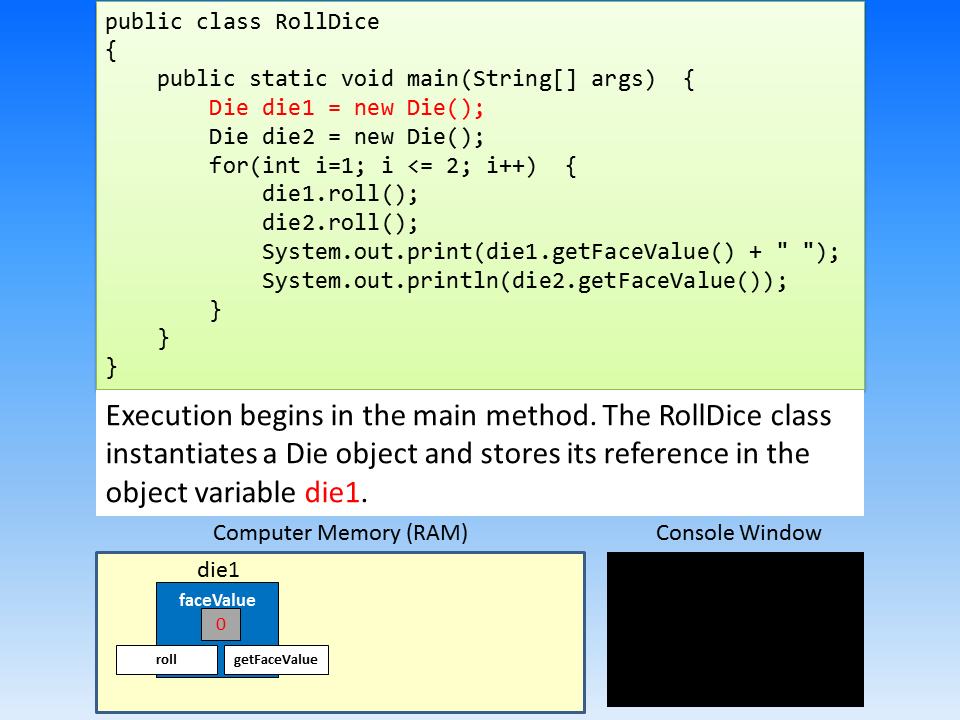 public class RollDice
{
    public static void main(String[] args)  {
        Die die1 = new Die();
        Die die2 = new Die();
        for(int i=1; i <= 2; i++)  {
            die1.roll();
            die2.roll();
            System.out.print(die1.getFaceValue() + " ");
            System.out.println(die2.getFaceValue());
        }
    }
}
Execution begins in the main method. The RollDice class
instantiates a Die object and stores its reference in the
object variable die1.
Computer Memory (RAM)
Console Window
die1
faceValue
0
roll
getFaceValue